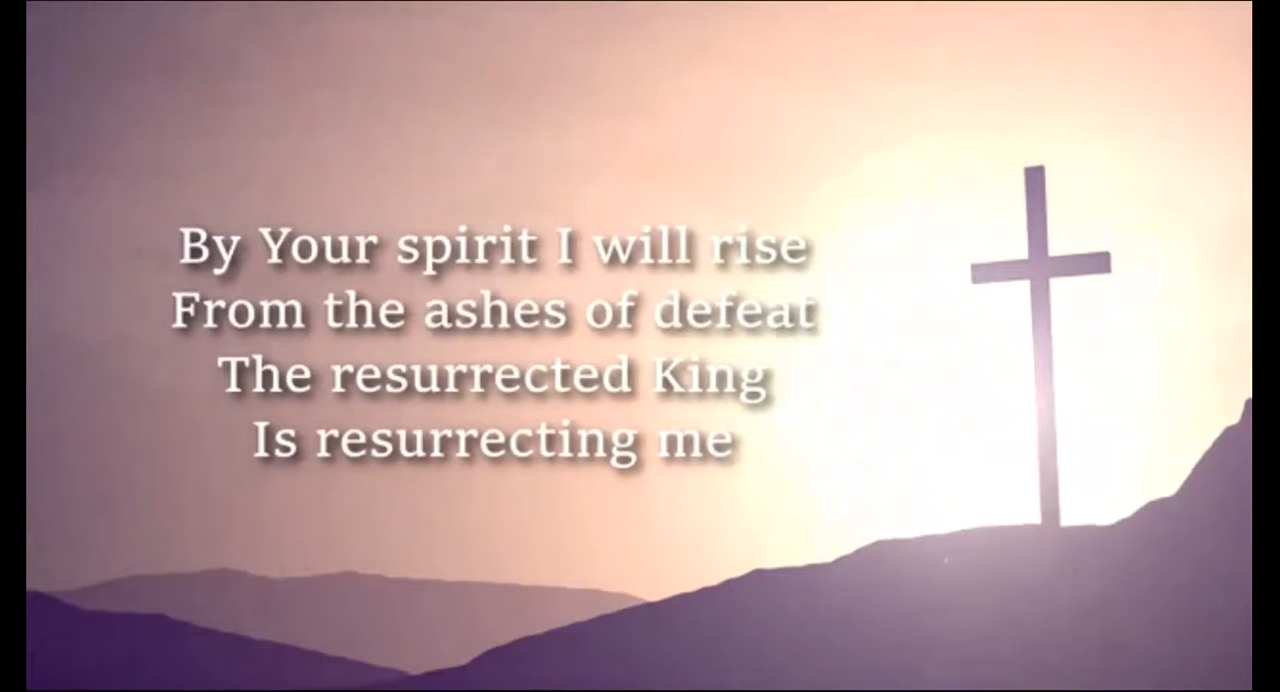 By Your spirit I will rise
From the ashes of defeat
The resurrected King
Is resurrecting me